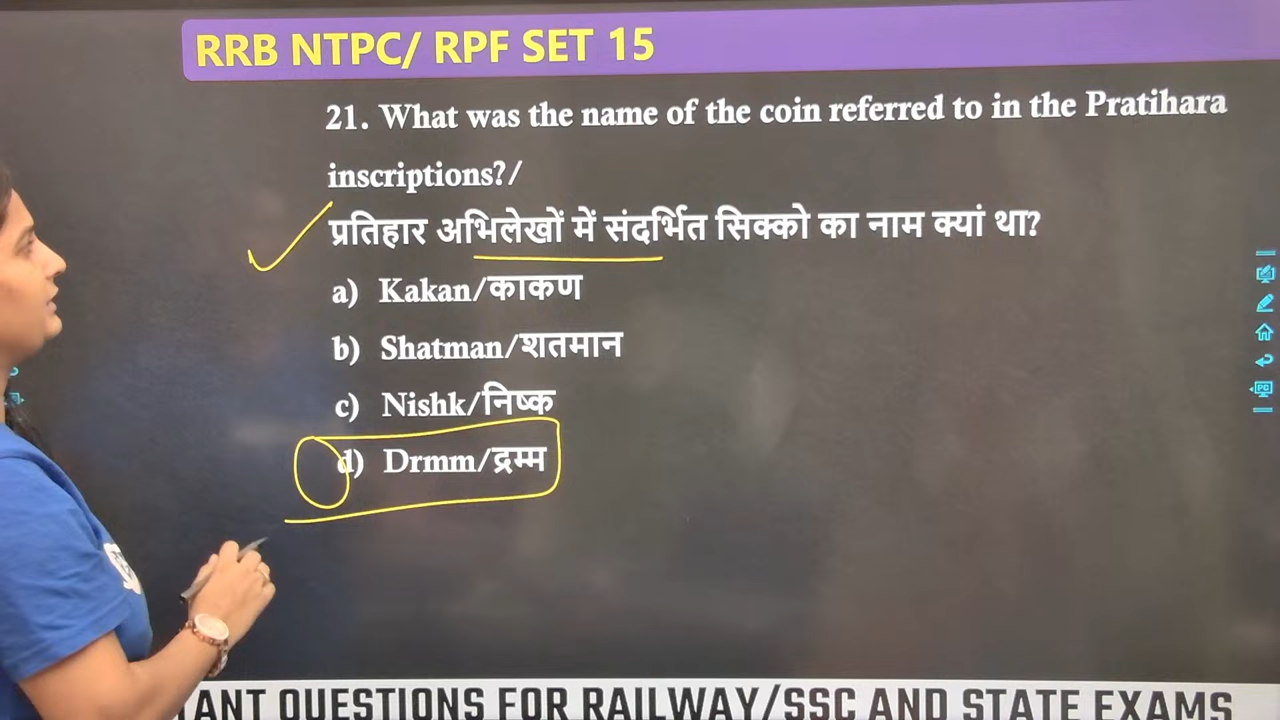 RRB NTPC/ RPF SET 15
21. What was the name of the coin referred to in the Pratihara
inscriptions?/
प्रतिहार अभिलेखों में संदर्भित सिक्को का नाम क्यां था?
a) Kakan/काकण
b) Shatman/शतमान
c) Nishk/निष्क
d) Drmm/द्रम्म
PC
QUESTIONS FOR RAILWAY/SSC AND STATE EXAMS